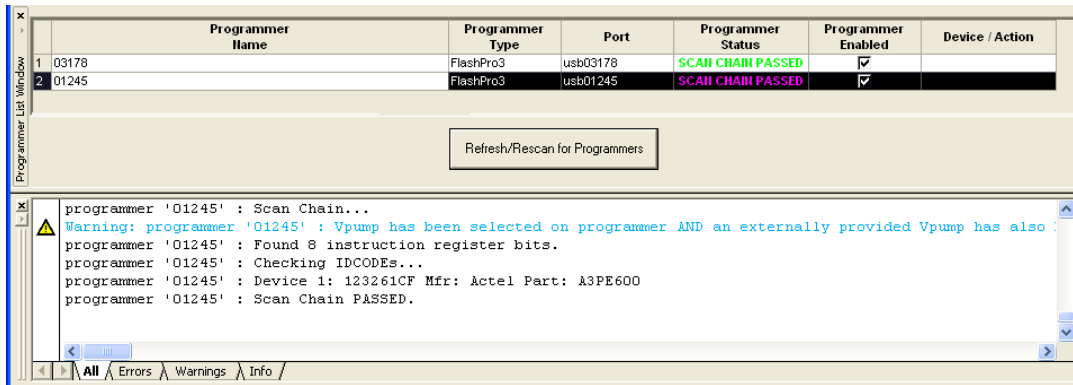 Programmer Name Programmer Type Port Programmer Status Programmer Enabled Device / Action
1 03178 FlashPro3 usb03178 SCAN CHAIN PASSED
2 01245 FlashPro3 usb01245 SCAN CHAIN PASSED
Programmer List Window
Refresh/Rescan for Programmers
programmer '01245' : Scan Chain...
Warning: programmer '01245' : Vpump has been selected on programmer AND an externally provided Vpump has also
programmer '01245' : Found 8 instruction register bits.
programmer '01245' : Checking IDCODEs...
programmer '01245' : Device 1: 123261CF Mfr: Actel Part: A3PE600
programmer '01245' : Scan Chain PASSED.
All Errors Warnings Info